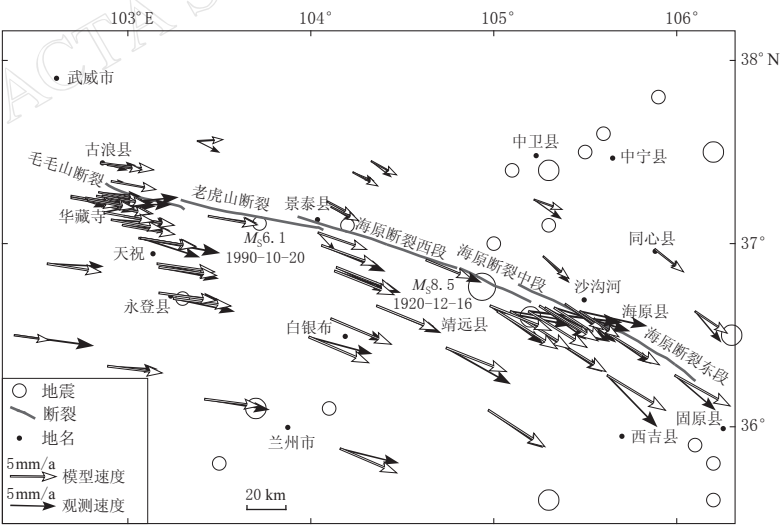 103°E
104°
105°
106°
38°N
武威市
古浪县
毛毛山断裂
老虎山断裂
景泰县
中卫县
中宁县
华藏寺
天祝
M_S6.1
1990-10-20
海原断裂西段
海原断裂中段
同心县
37°
永登县
M_S8.5
1920-12-16
沙沟河
海原县
白银市
靖远县
海原断裂东段
地震
断裂
地名
5mm/a
模型速度
5mm/a
观测速度
兰州市
20 km
西吉县
固原县
36°
ACTA S